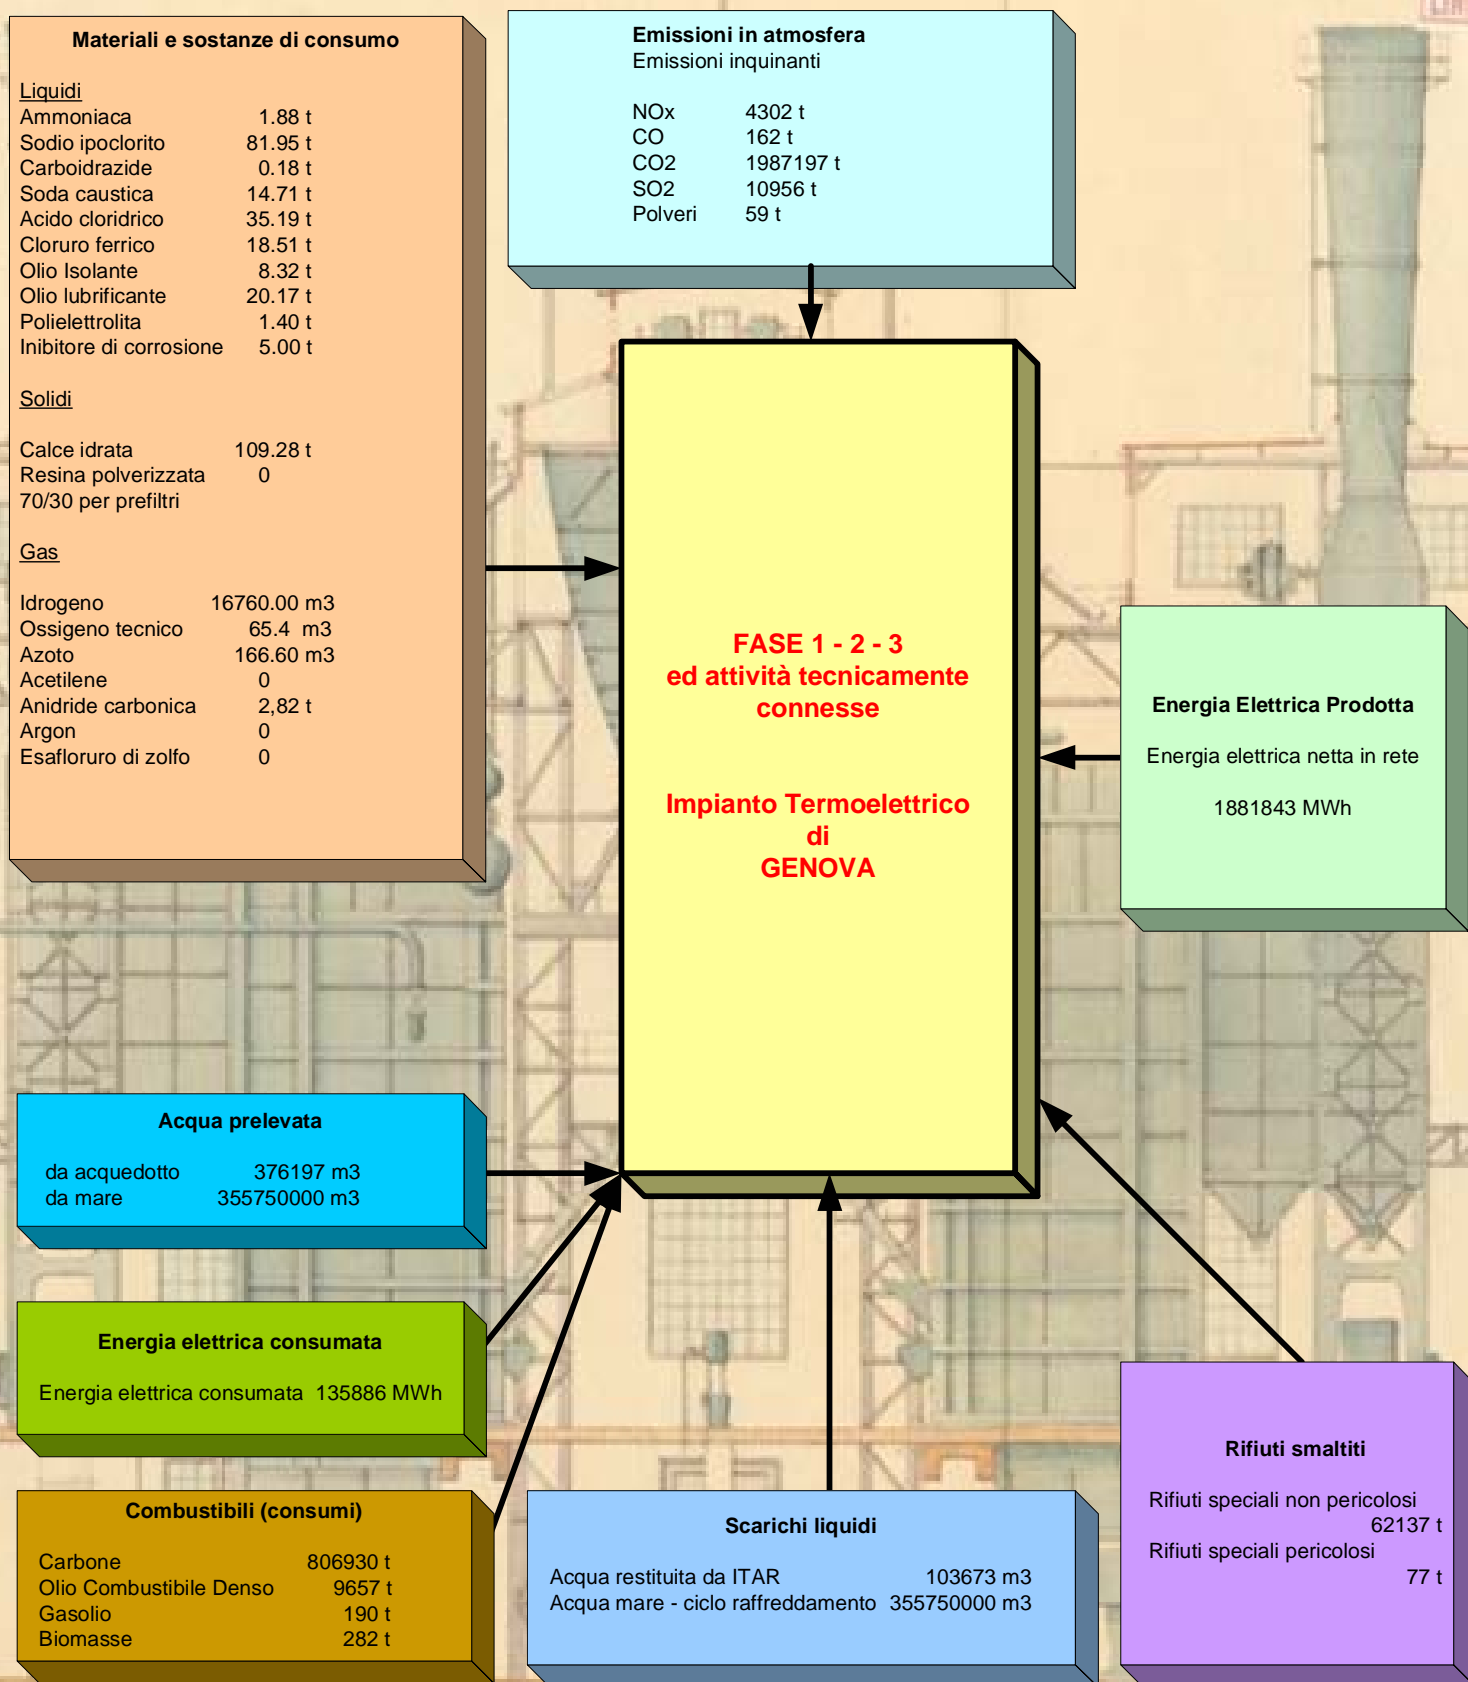 Materiali e sostanze di consumo
Liquidi
Ammoniaca 1.88 t
Sodio ipoclorito 81.95 t
Carboidrazide 0.18 t
Soda caustica 14.71 t
Acido cloridrico 35.19 t
Cloruro ferrico 18.51 t
Olio Isolante 8.32 t
Olio lubrificante 20.17 t
Polielettrolita 1.40 t
Inibitore di corrosione 5.00 t
Solidi
Calce idrata 109.28 t
Resina polverizzata 0
70/30 per prefiltri
Gas
Idrogeno 16760.00 m3
Ossigeno tecnico 65.4 m3
Azoto 166.60 m3
Acetilene 0
Anidride carbonica 2,82 t
Argon 0
Esafloruro di zolfo 0
Emissioni in atmosfera
Emissioni inquinanti
NOx 4302 t
CO 162 t
CO2 1987197 t
SO2 10956 t
Polveri 59 t
FASE 1 - 2 - 3
ed attività tecnicamente
connesse
Impianto Termoelettrico
di
GENOVA
Energia Elettrica Prodotta
Energia elettrica netta in rete
1881843 MWh
Acqua prelevata
da acquedotto 376197 m3
da mare 355750000 m3
Energia elettrica consumata
Energia elettrica consumata 135886 MWh
Combustibili (consumi)
Carbone 806930 t
Olio Combustibile Denso 9657 t
Gasolio 190 t
Biomasse 282 t
Scarichi liquidi
Acqua restituita da ITAR 103673 m3
Acqua mare - ciclo raffreddamento 355750000 m3
Rifiuti smaltiti
Rifiuti speciali non pericolosi
62137 t
Rifiuti speciali pericolosi
77 t